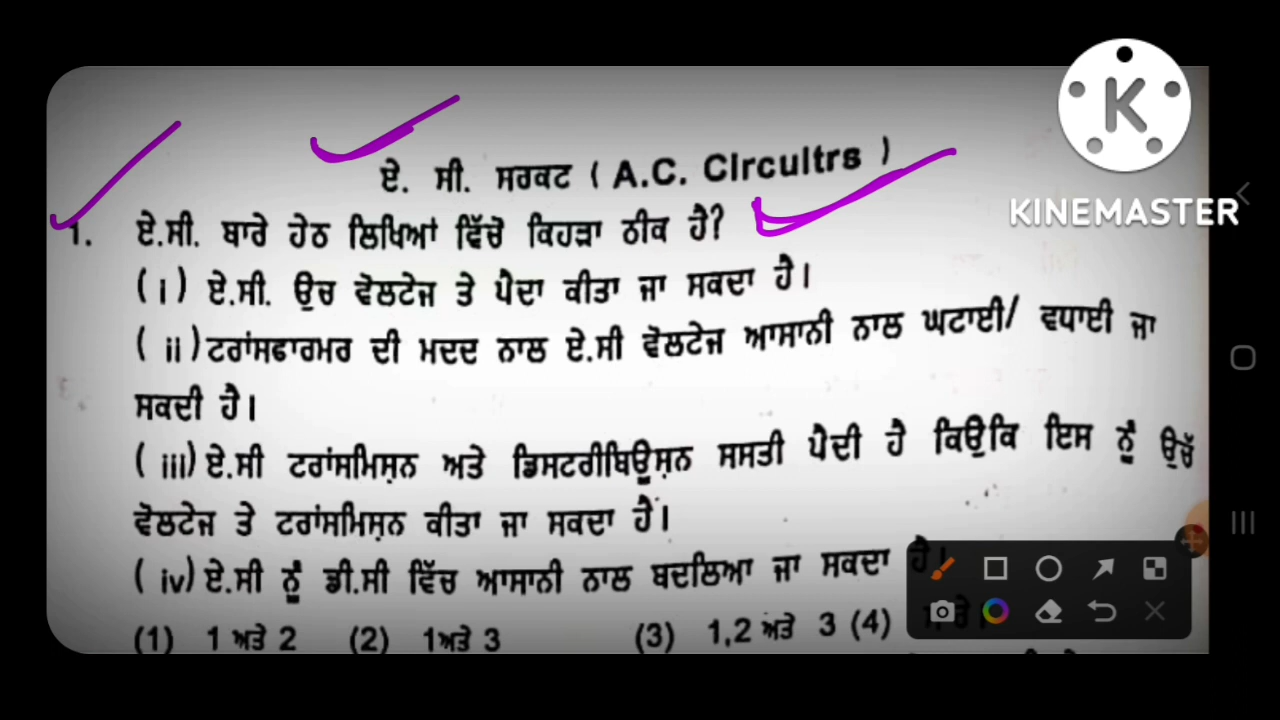 KINEMASTER
ਏ. ਸੀ. ਸਰਕਟ ( A.C. Circuitrs )
1. ਏ.ਸੀ. ਬਾਰੇ ਹੇਠ ਲਿਖਿਆਂ ਵਿੱਚੋ ਕਿਹੜਾ ਠੀਕ ਹੈ?
( i ) ਏ.ਸੀ. ਉਚ ਵੋਲਟੇਜ ਤੇ ਪੈਦਾ ਕੀਤਾ ਜਾ ਸਕਦਾ ਹੈ।
( ii ) ਟਰਾਂਸਫਾਰਮਰ ਦੀ ਮਦਦ ਨਾਲ ਏ.ਸੀ ਵੋਲਟੇਜ ਆਸਾਨੀ ਨਾਲ ਘਟਾਈ/ ਵਧਾਈ ਜਾ
ਸਕਦੀ ਹੈ।
( iii) ਏ.ਸੀ ਟਰਾਂਸਮਿਸ਼ਨ ਅਤੇ ਡਿਸਟਰੀਬਿਊਸ਼ਨ ਸਸਤੀ ਪੈਦੀ ਹੈ ਕਿਉਕਿ ਇਸ ਨੂੰ ਉਚੱ
ਵੋਲਟੇਜ ਤੇ ਟਰਾਂਸਮਿਸ਼ਨ ਕੀਤਾ ਜਾ ਸਕਦਾ ਹੈ।
( iv) ਏ.ਸੀ ਨੂੰ ਡੀ.ਸੀ ਵਿੱਚ ਆਸਾਨੀ ਨਾਲ ਬਦਲਿਆ ਜਾ ਸਕਦਾ ਹੈ।
(1) 1 ਅਤੇ 2 (2) 1ਅਤੇ 3 (3) 1,2 ਅਤੇ 3 (4)